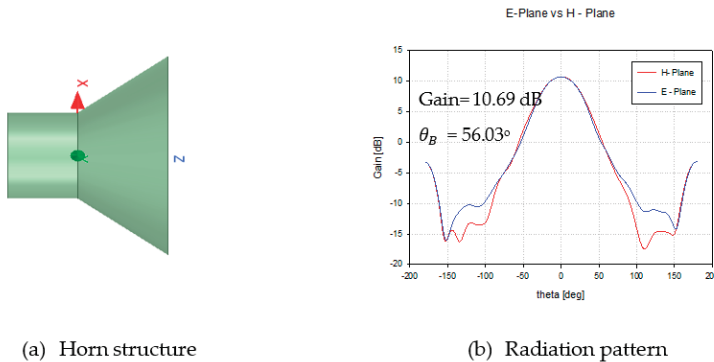 E-Plane vs H - Plane
X
Y
Z
15
10
5
0
-5
-10
-15
-20
Gain [dB]
H- Plane
E - Plane
Gain= 10.69 dB
θB = 56.03o
-200 -150 -100 -50 0 50 100 150 200
theta [deg]
(a) Horn structure
(b) Radiation pattern